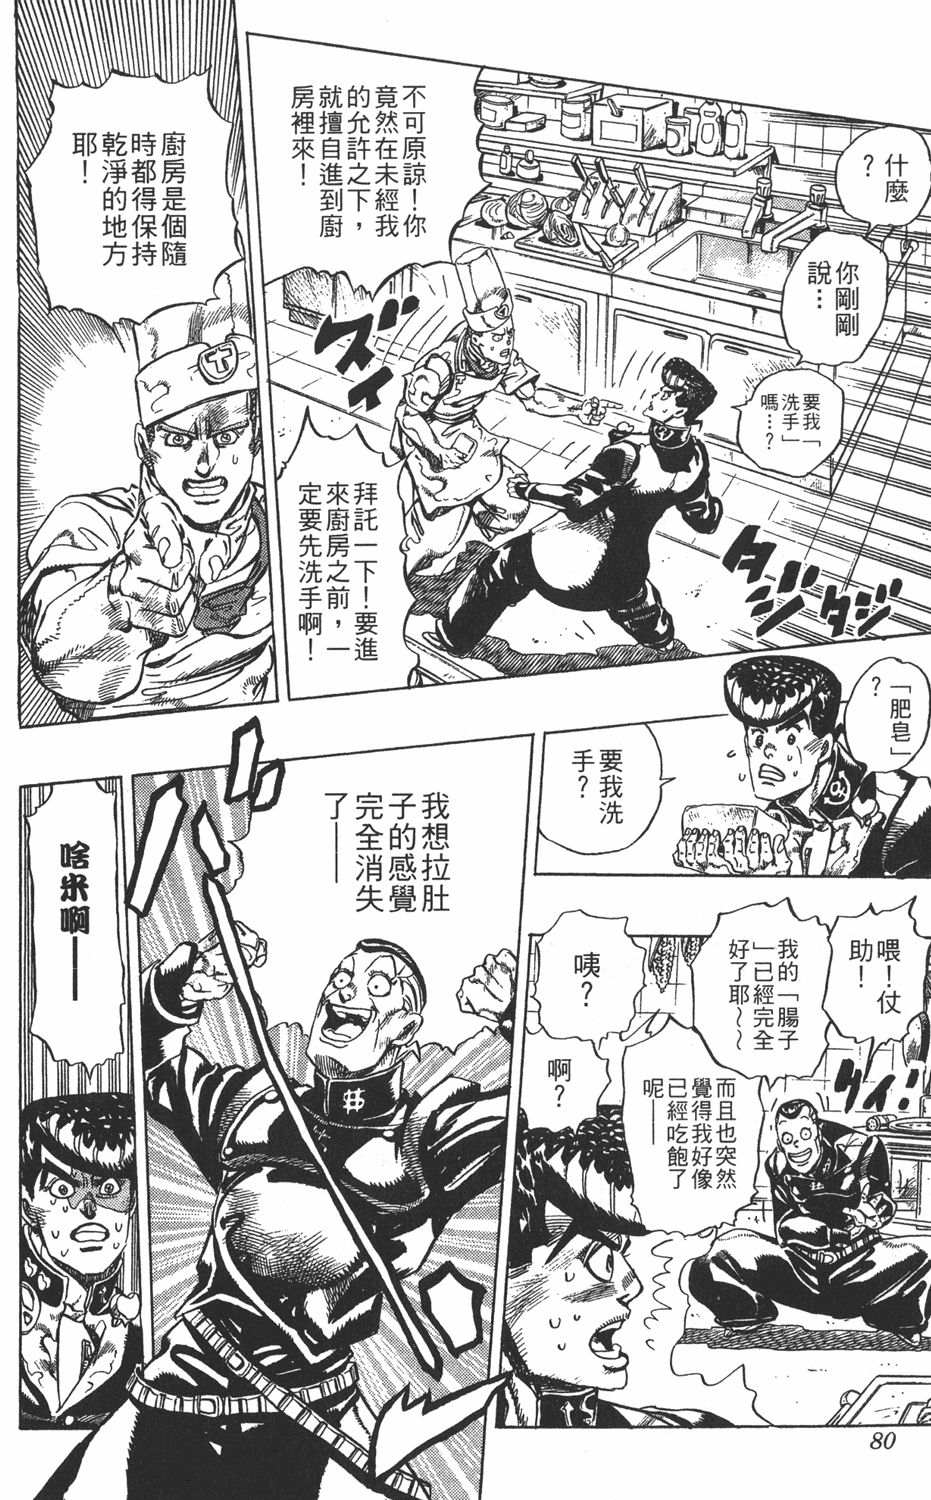 什麼
?
你剛剛
說…
要我「
洗手」
嗎…?
不可原諒!你
竟然在未經我
的允許之下,
就擅自進到廚
房裡來!
拜託一下!要進
來廚房之前,一
定要先洗手啊!
廚房是個隨
時都得保持
乾淨的地方
耶!
「肥皂」
?
要我洗
手?
喂!仗
助!
我的「腸子
」已經完全
好了耶~~
而且也突然
覺得我好像
已經吃飽了
呢——
咦?
啊?
我想拉肚
子的感覺
完全消失
了——
啥米啊——
80